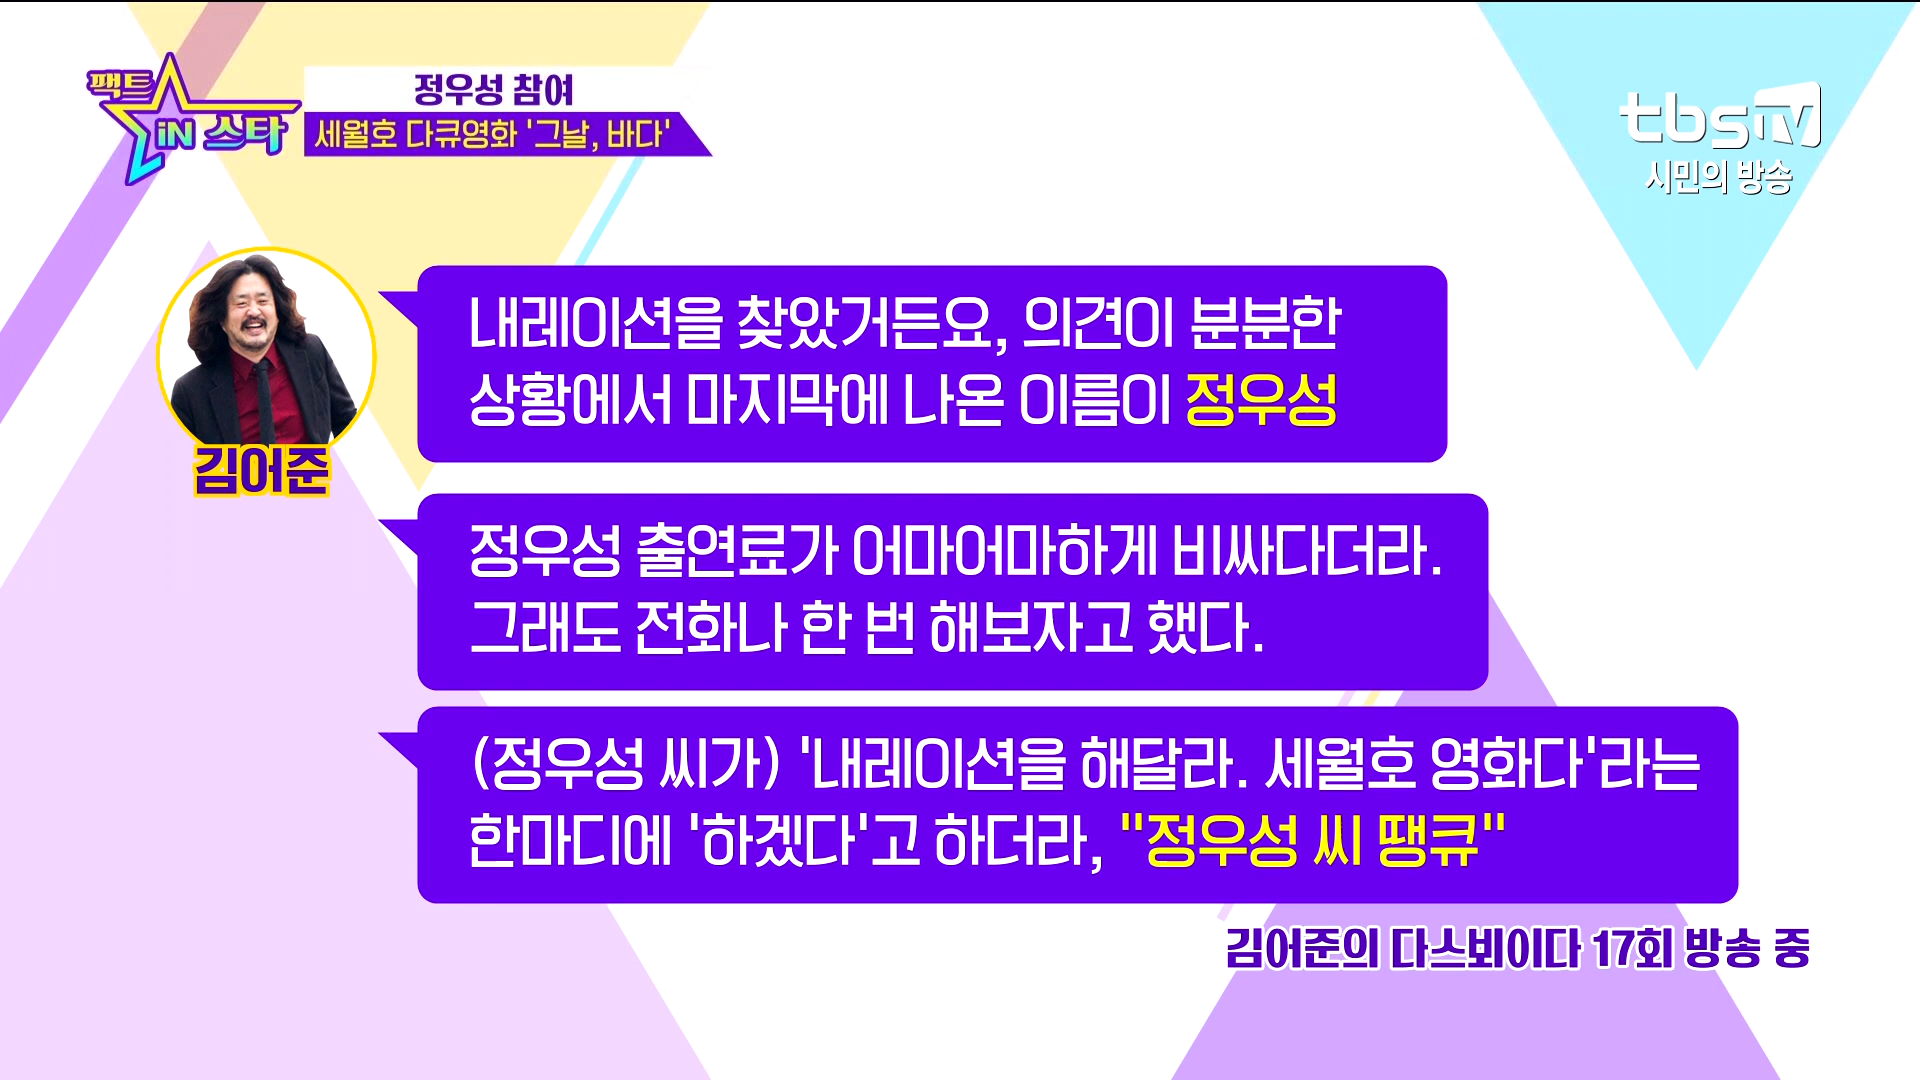 팩트
iN 스타
정우성 참여
세월호 다큐영화 '그날, 바다'
tbs TV
시민의 방송
내레이션을 찾았거든요, 의견이 분분한
상황에서 마지막에 나온 이름이 정우성
김어준
정우성 출연료가 어마어마하게 비싸다더라.
그래도 전화나 한 번 해보자고 했다.
(정우성 씨가) '내레이션을 해달라. 세월호 영화다'라는
한마디에 '하겠다'고 하더라, "정우성 씨 땡큐"
김어준의 다스뵈이다 17회 방송 중